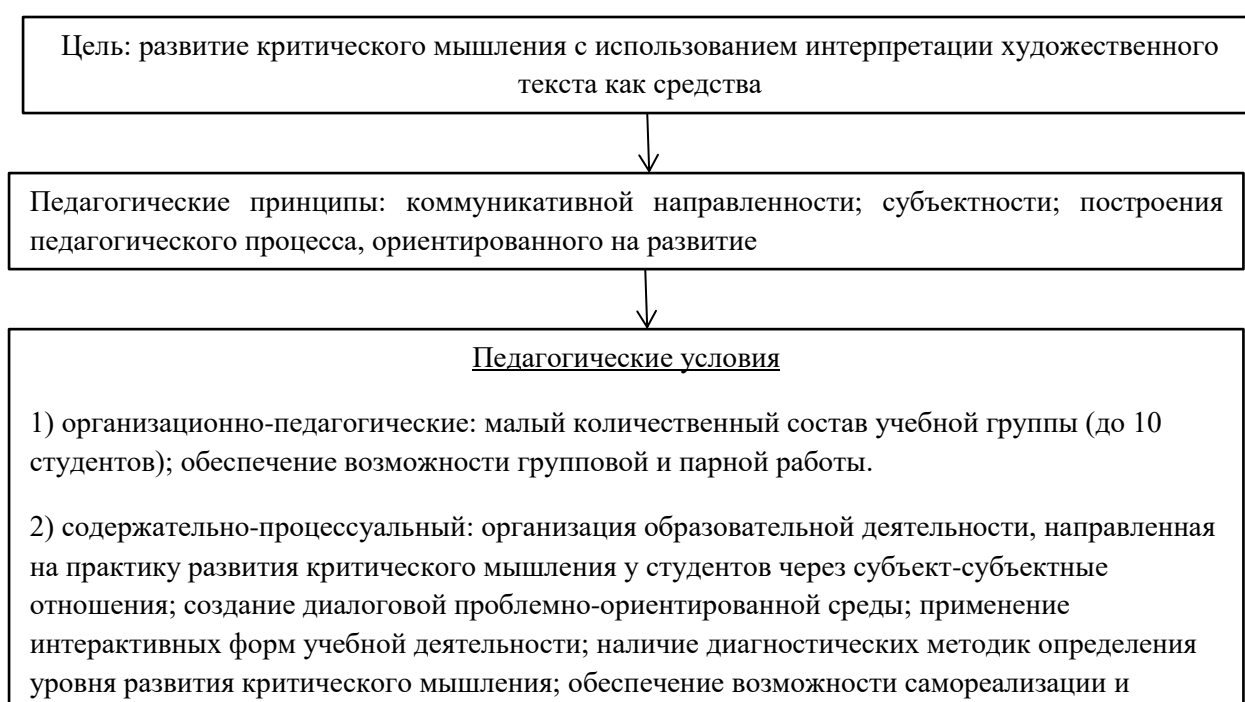 Цель: развитие критического мышления с использованием интерпретации художественного
текста как средства
Педагогические принципы: коммуникативной направленности; субъектности; построения
педагогического процесса, ориентированного на развитие
Педагогические условия
1) организационно-педагогические: малый количественный состав учебной группы (до 10
студентов); обеспечение возможности групповой и парной работы.
2) содержательно-процессуальный: организация образовательной деятельности, направленная
на практику развития критического мышления у студентов через субъект-субъектные
отношения; создание диалоговой проблемно-ориентированной среды; применение
интерактивных форм учебной деятельности; наличие диагностических методик определения
уровня развития критического мышления; обеспечение возможности самореализации и